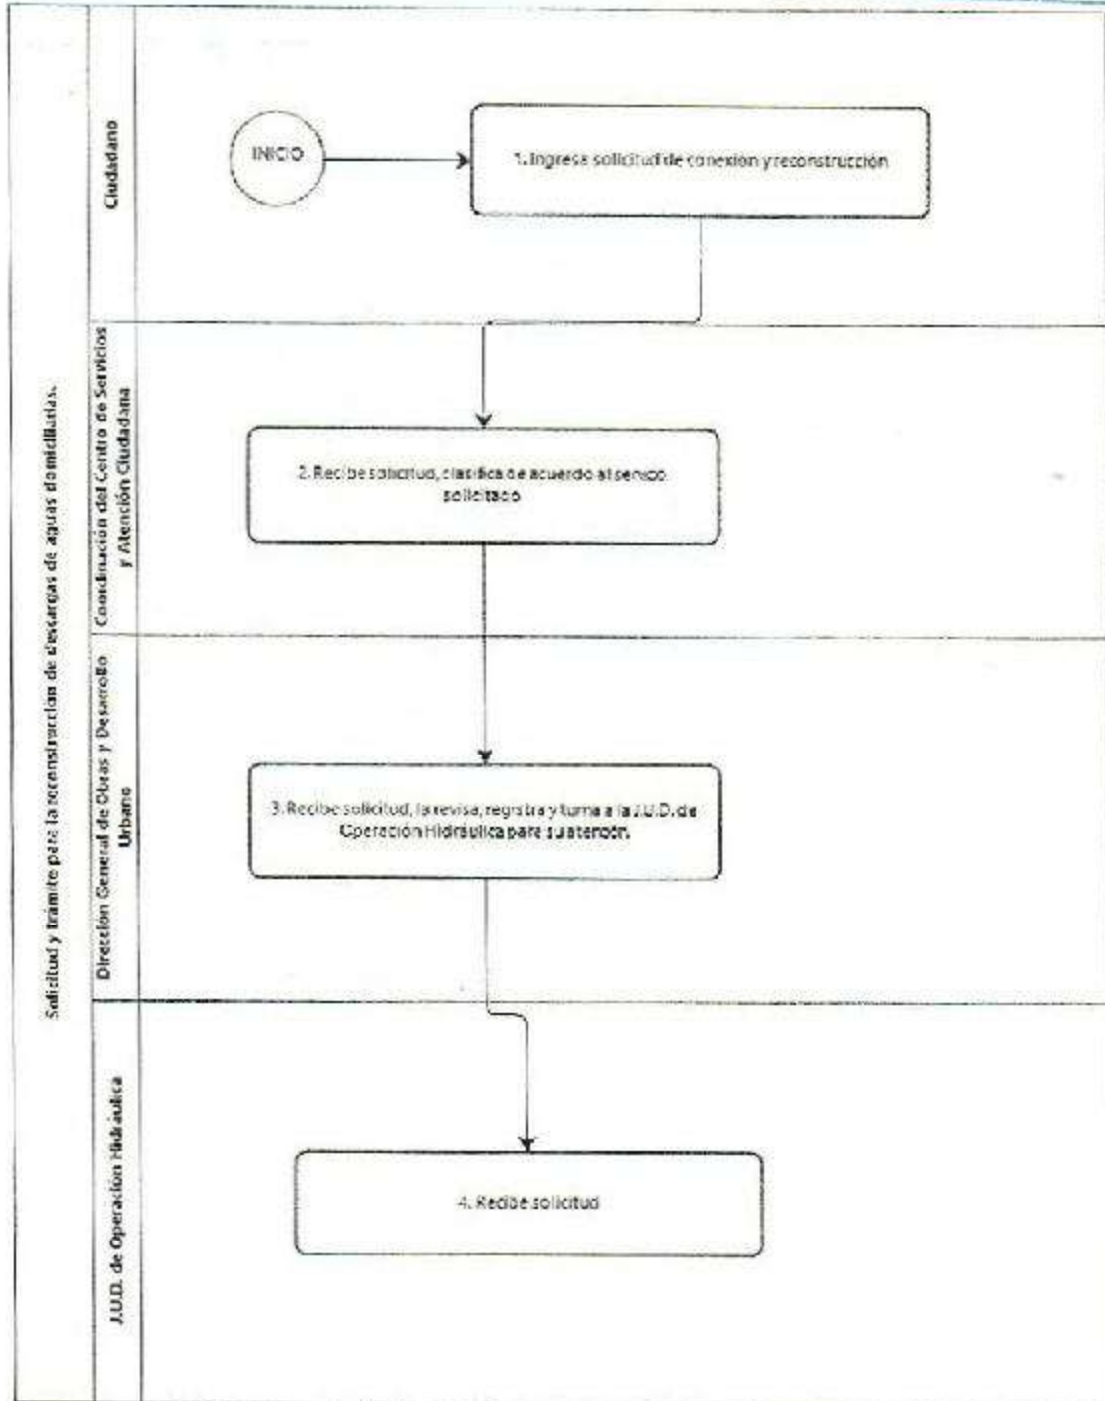 Solicitud y trámite para la reconstrucción de descargas de aguas domiciliarias.
Ciudadano
INICIO
1. Ingresa solicitud de conexión y reconstrucción
Coordinación del Centro de Servicios
y Atención Ciudadana
2. Recibe solicitud, clasifica de acuerdo al servicio
solicitado
Dirección General de Obras y Desarrollo
Urbano
3. Recibe solicitud, la revisa, registra y turna a la J.U.D. de
Operación Hidráulica para su atención.
J.U.D. de Operación Hidráulica
4. Recibe solicitud